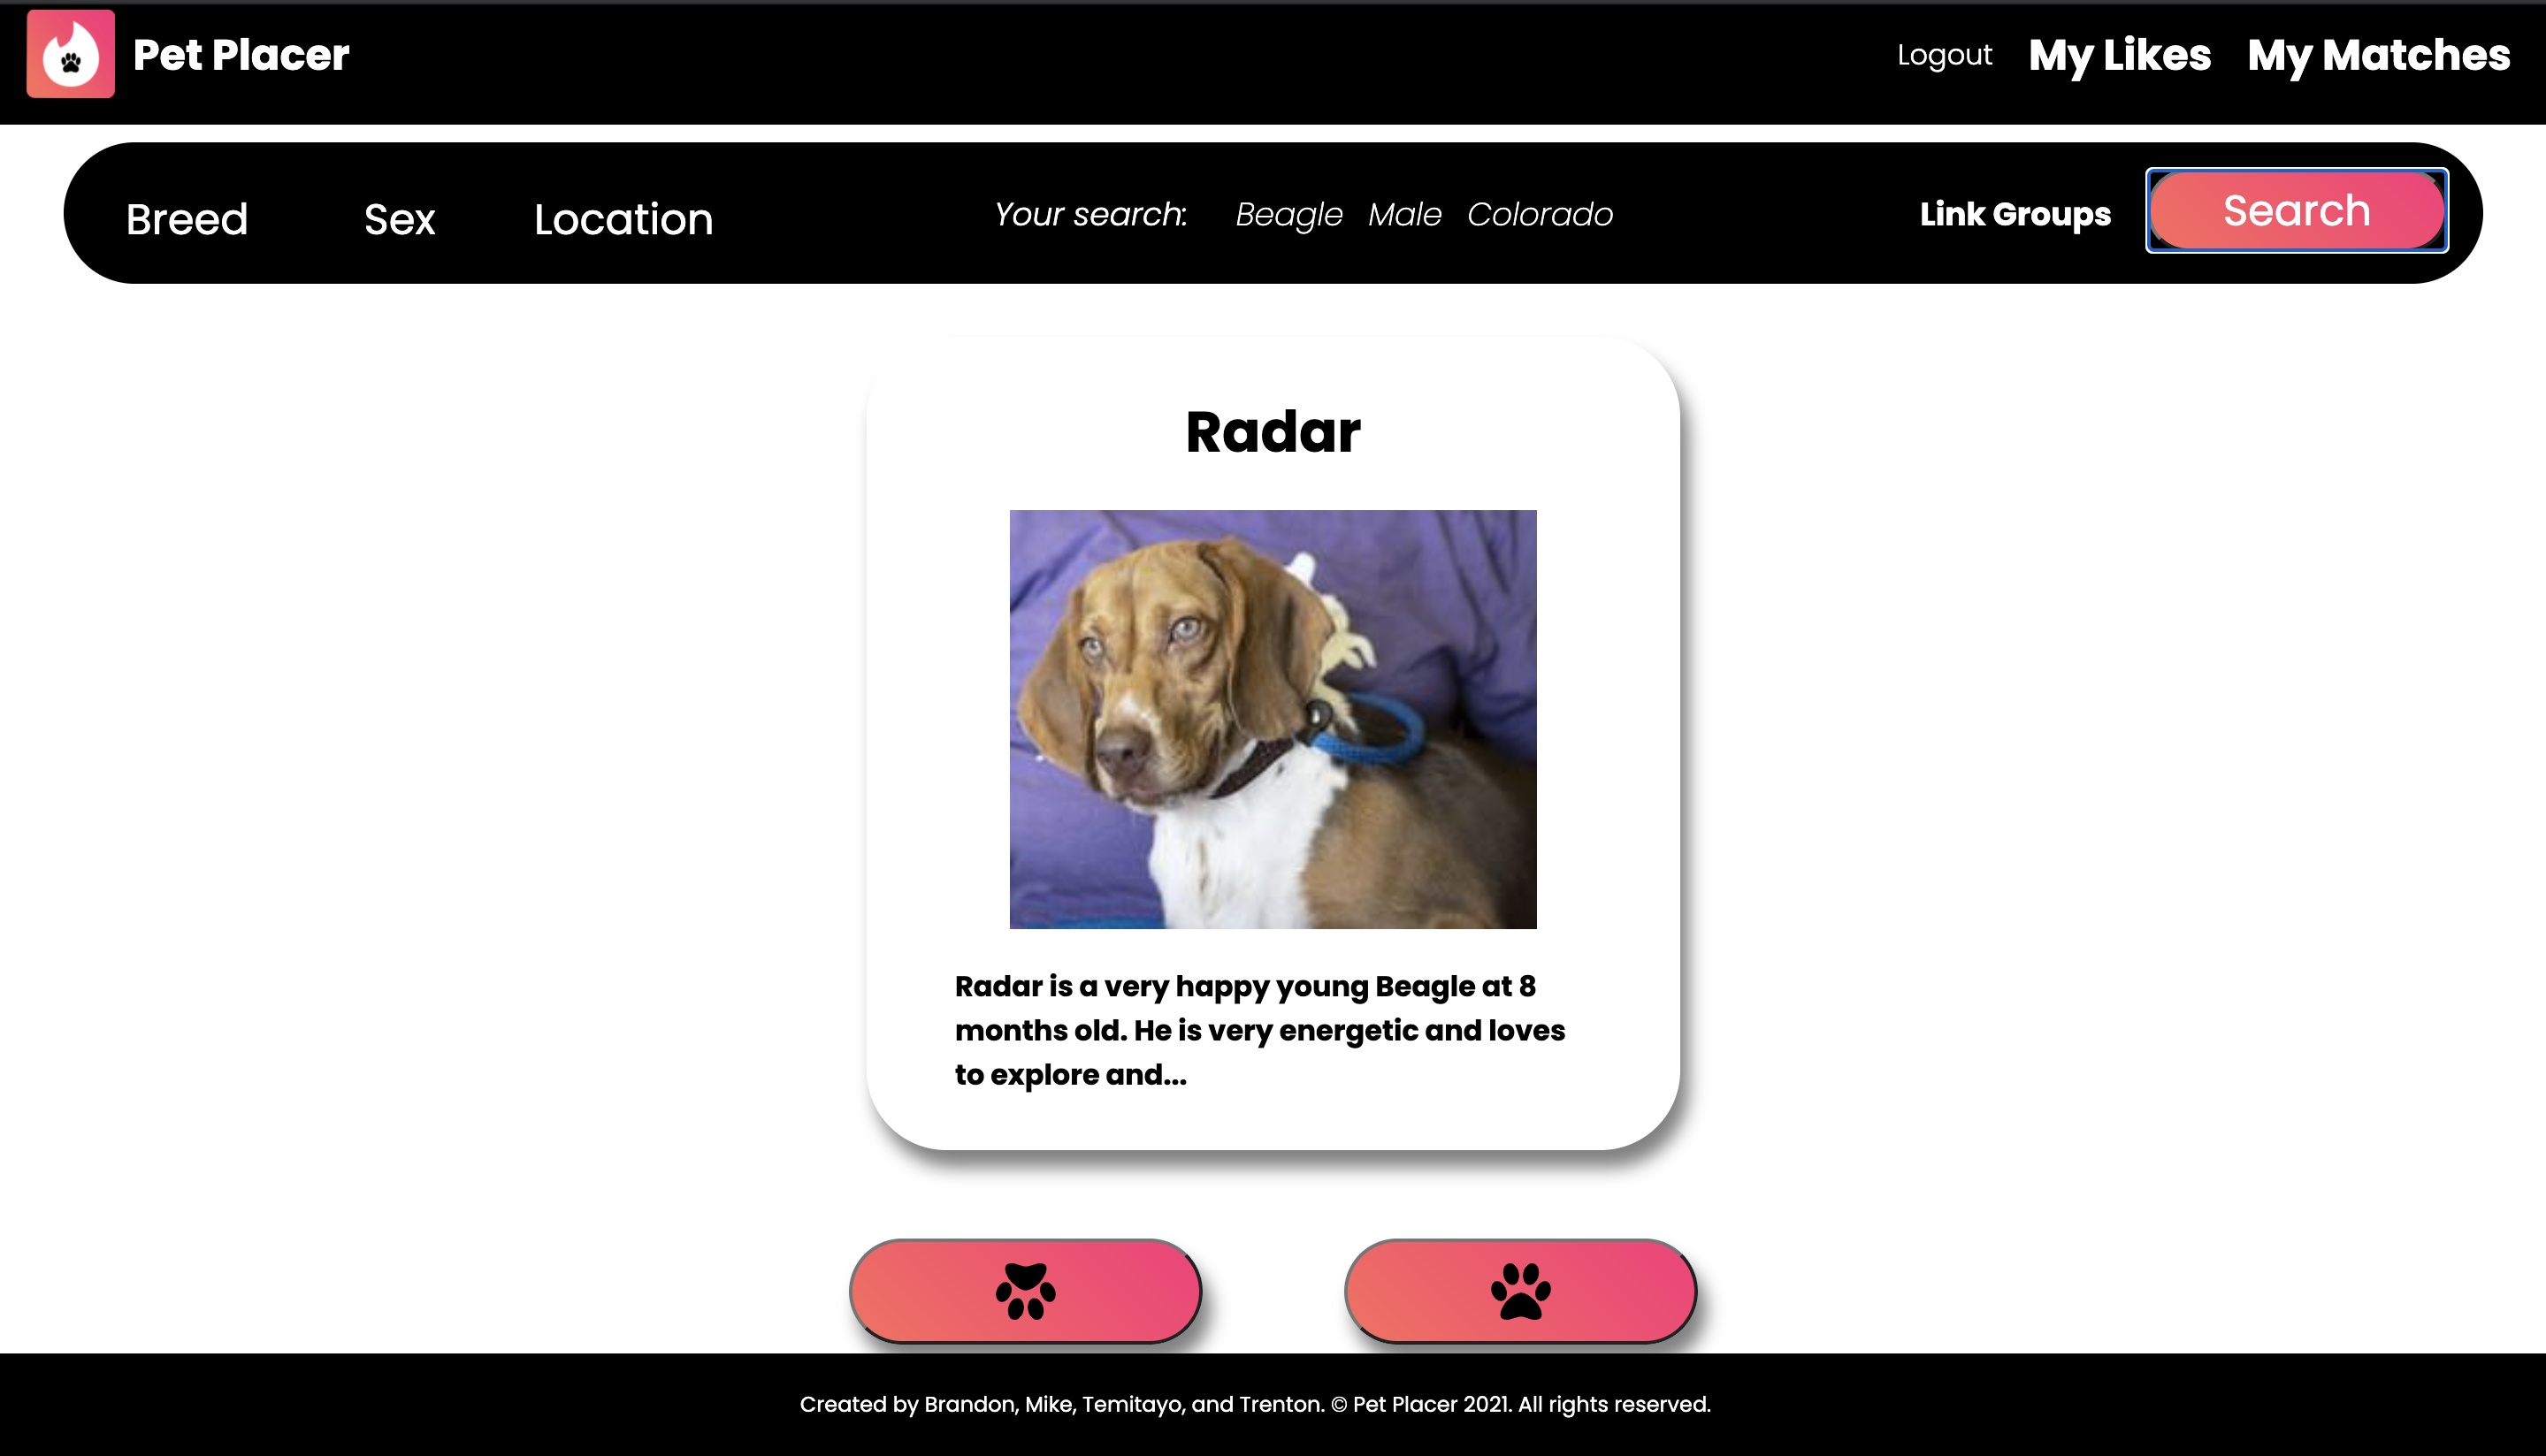 Pet Placer
Logout My Likes My Matches
Breed Sex Location
Your search: Beagle Male Colorado
Link Groups
Search
Radar
Radar is a very happy young Beagle at 8
months old. He is very energetic and loves
to explore and...
Created by Brandon, Mike, Temitayo, and Trenton. © Pet Placer 2021. All rights reserved.